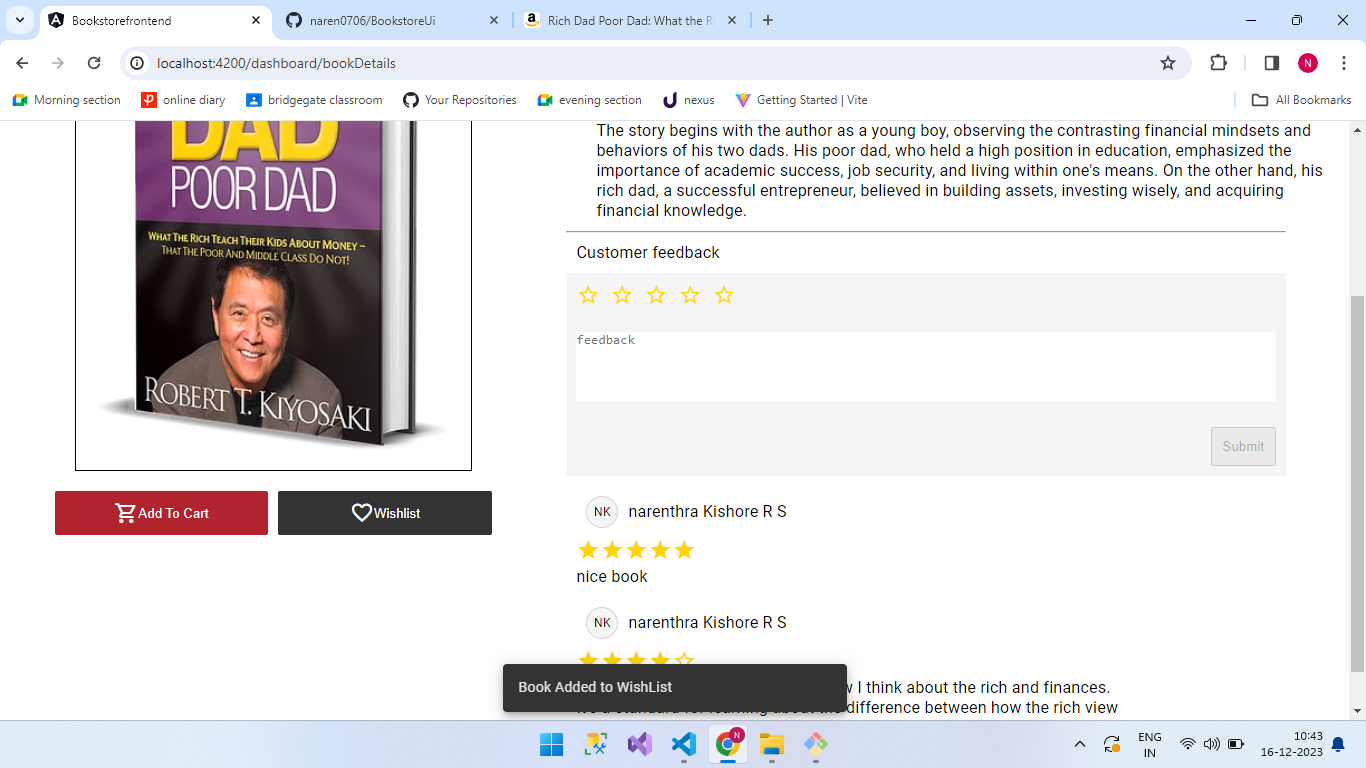 Bookstorefrontend
naren0706/BookstoreUi
Rich Dad Poor Dad: What the Ri
localhost:4200/dashboard/bookDetails
N
Morning section
online diary
bridgegate classroom
Your Repositories
evening section
nexus
Getting Started | Vite
All Bookmarks
DAD
POOR DAD
WHAT THE RICH TEACH THEIR KIDS ABOUT MONEY –
THAT THE POOR AND MIDDLE CLASS DO NOT!
ROBERT T. KIYOSAKI
Add To Cart
Wishlist
The story begins with the author as a young boy, observing the contrasting financial mindsets and
behaviors of his two dads. His poor dad, who held a high position in education, emphasized the
importance of academic success, job security, and living within one's means. On the other hand, his
rich dad, a successful entrepreneur, believed in building assets, investing wisely, and acquiring
financial knowledge.
Customer feedback
feedback
Submit
NK narenthra Kishore R S
nice book
NK narenthra Kishore R S
I think about the rich and finances.
It's a standard for learning about the difference between how the rich view
Book Added to WishList
N
ENG
IN
10:43
16-12-2023